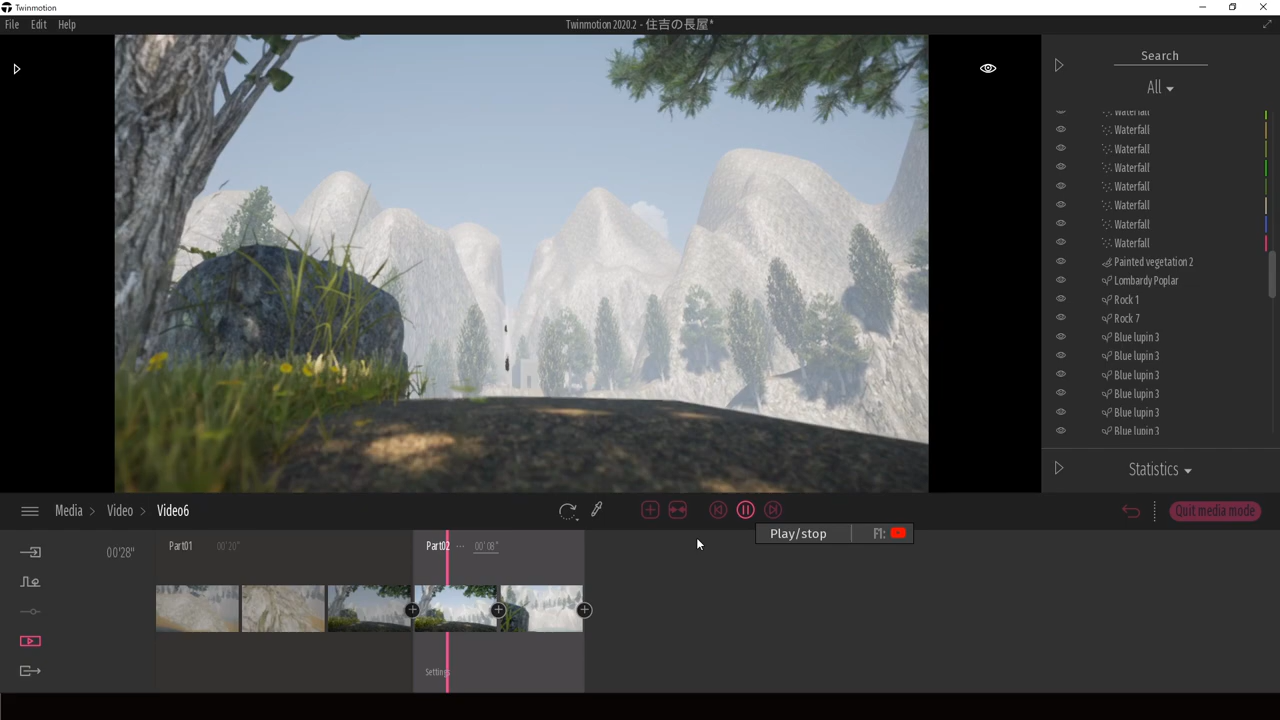 Twinmotion
File Edit Help
Twinmotion 2020.2 - 住吉の長屋*
Search
All
Waterfall
Waterfall
Waterfall
Waterfall
Waterfall
Waterfall
Waterfall
Waterfall
Painted vegetation 2
Lombardy Poplar
Rock 1
Rock 7
Blue lupin 3
Blue lupin 3
Blue lupin 3
Blue lupin 3
Blue lupin 3
Blue lupin 3
Statistics
Media > Video > Video6
Quit media mode
Play/stop F1:
00'28" Part01 00'20" Part02 ... 00'08"
Settings